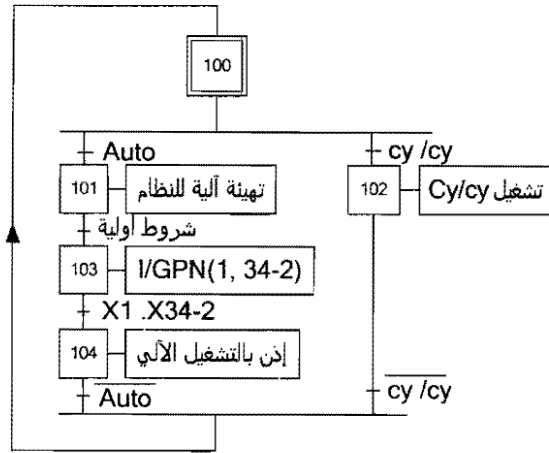 100
Auto
cy /cy
101
تهيئة آلية للنظام
102
تشغيل Cy/cy
شروط أولية
103
I/GPN(1, 34-2)
X1 .X34-2
104
إذن بالتشغيل الآلي
Auto
cy /cy